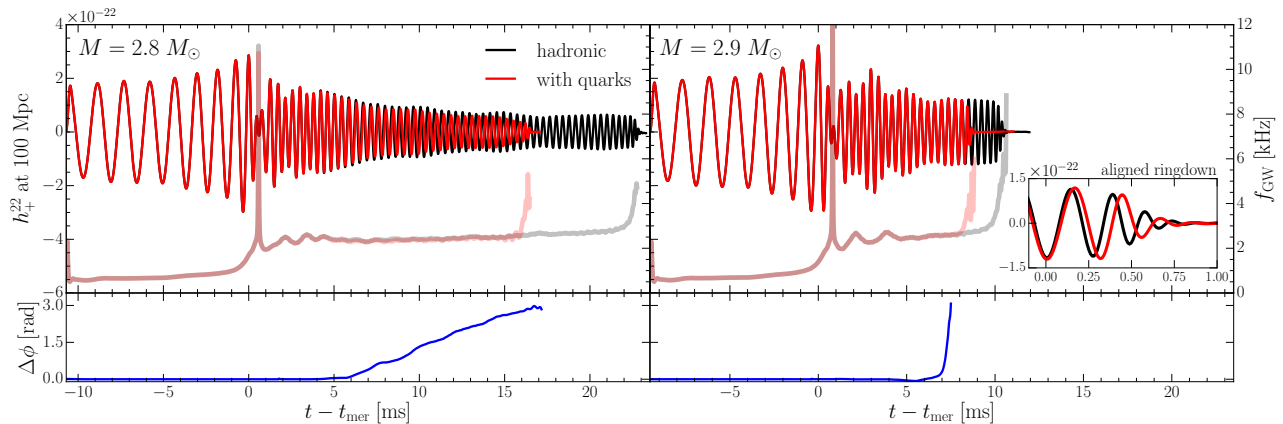 ×10−22
M = 2.8 M⊙
hadronic
with quarks
4
2
0
−2
−4
−6
h+22 at 100 Mpc
M = 2.9 M⊙
12
10
8
6
4
2
0
fGW [kHz]
×10−22
aligned ringdown
1.5
0.0
−1.5
0.00 0.25 0.50 0.75 1.00
3.0
1.5
0.0
Δϕ [rad]
−10 −5 0 5 10 15 20
t − tmer [ms]
−5 0 5 10 15 20
t − tmer [ms]